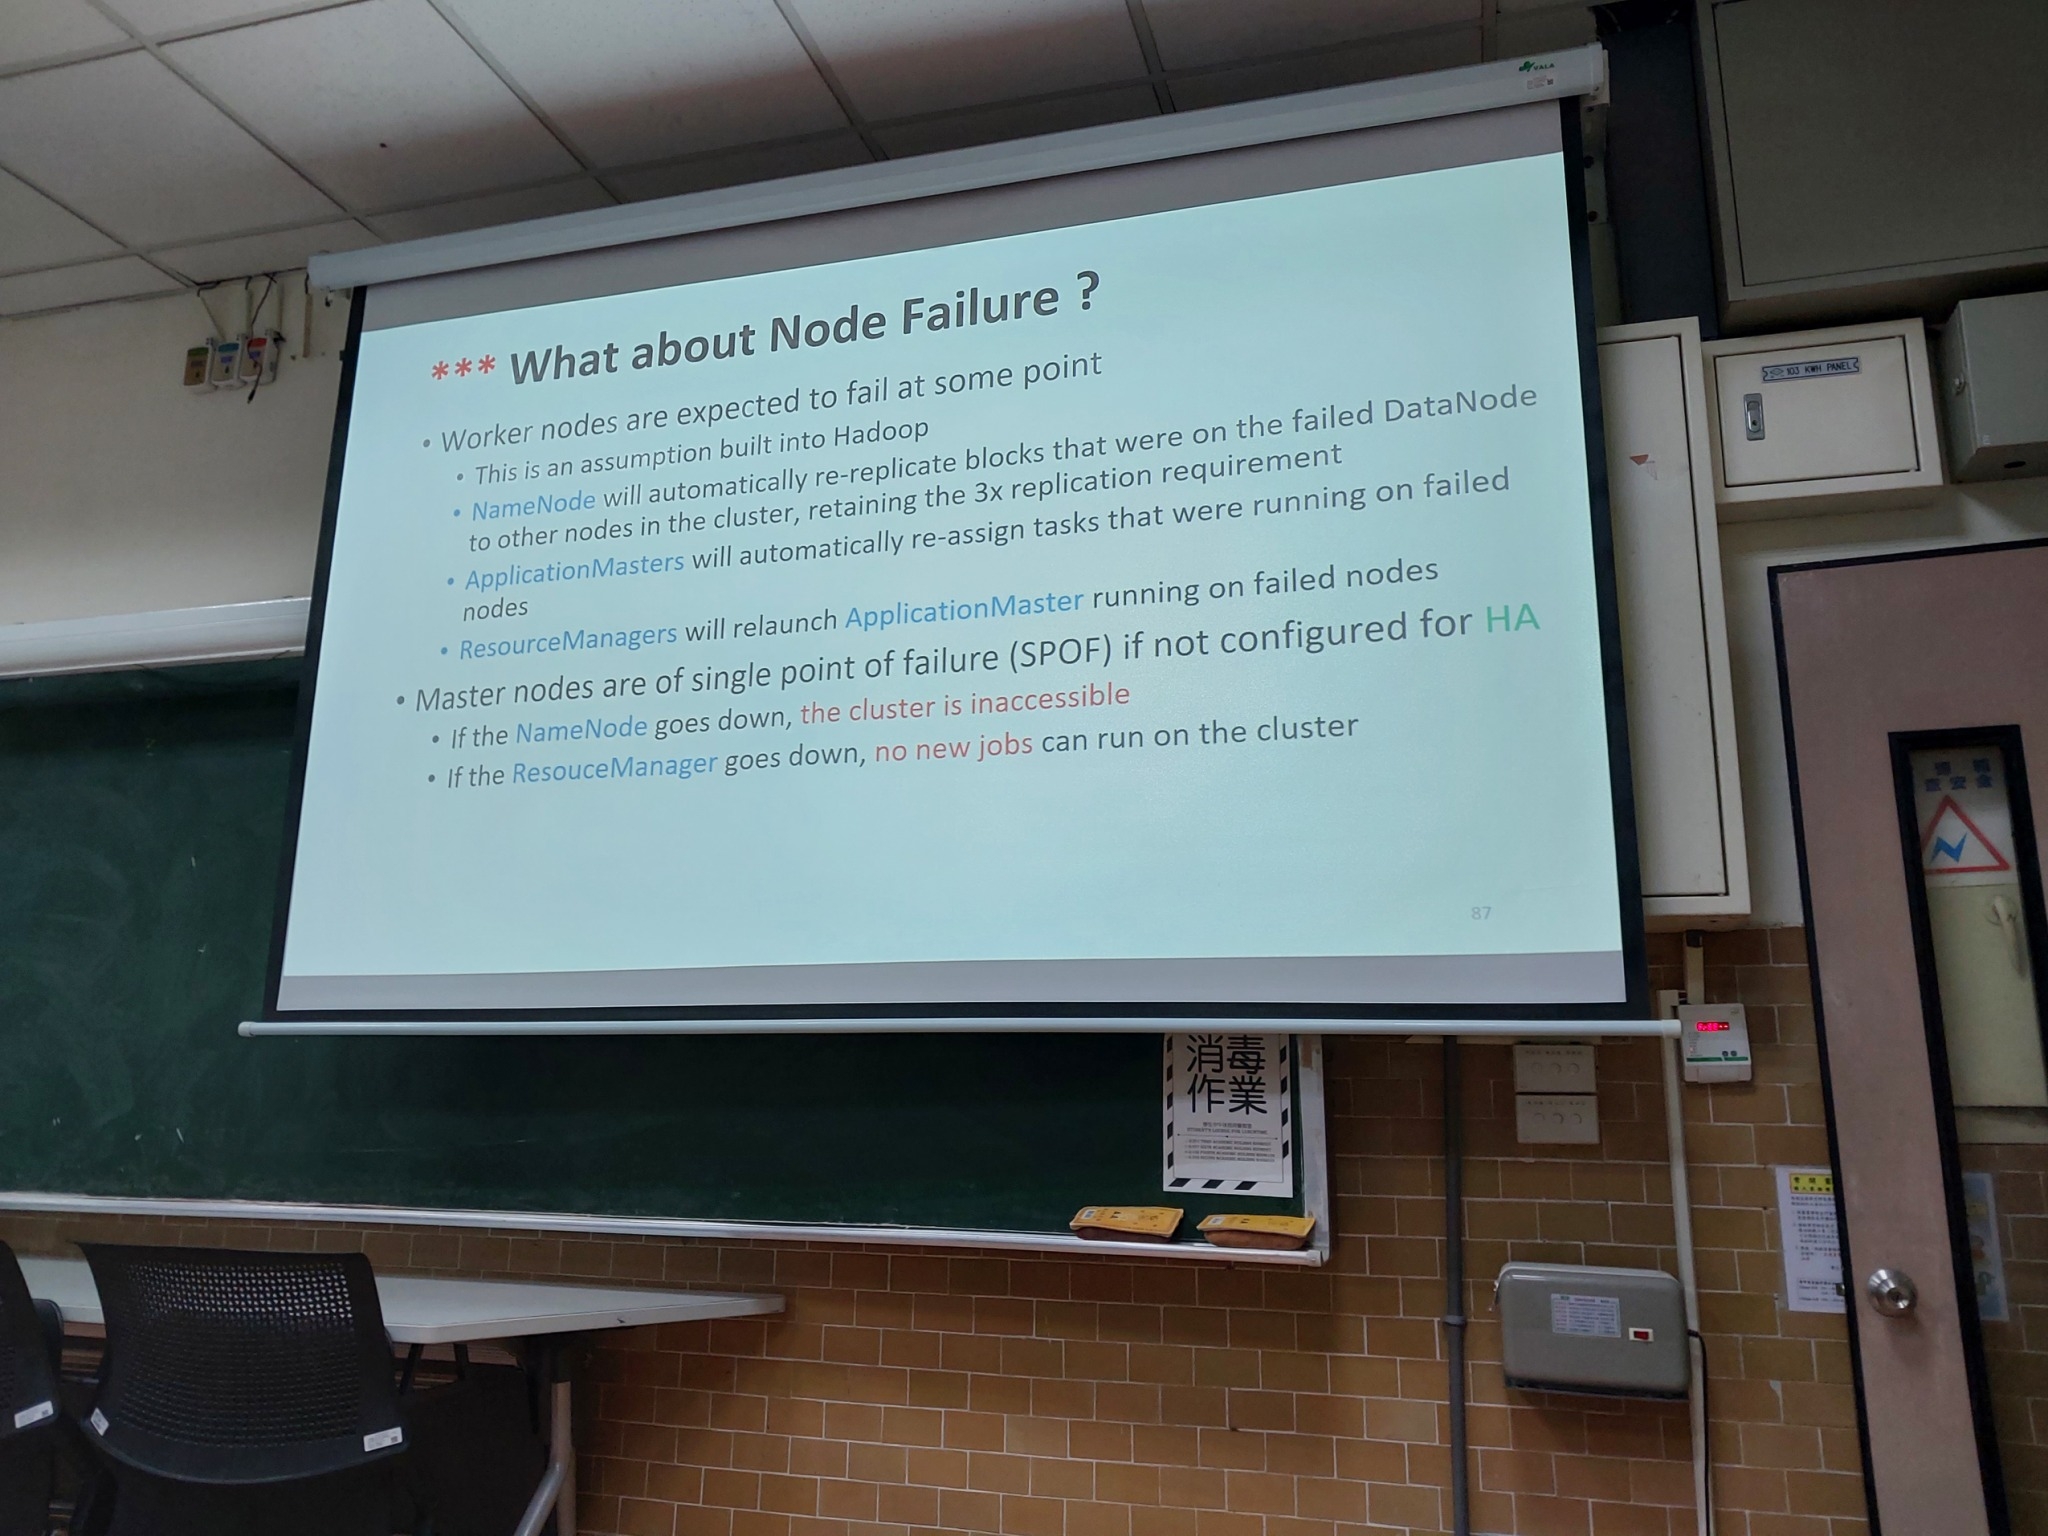 VALA
*** What about Node Failure ?
• Worker nodes are expected to fail at some point
• This is an assumption built into Hadoop
• NameNode will automatically re-replicate blocks that were on the failed DataNode
to other nodes in the cluster, retaining the 3x replication requirement
• ApplicationMasters will automatically re-assign tasks that were running on failed
nodes
• ResourceManagers will relaunch ApplicationMaster running on failed nodes
• Master nodes are of single point of failure (SPOF) if not configured for HA
• If the NameNode goes down, the cluster is inaccessible
• If the ResouceManager goes down, no new jobs can run on the cluster
87
103 KWH PANEL
消毒
作業